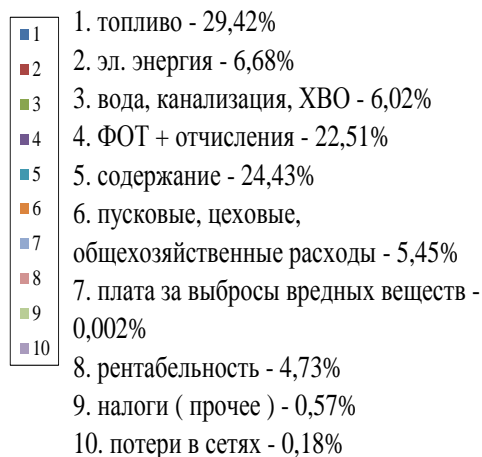 1
2
3
4
5
6
7
8
9
10
1. топливо - 29,42%
2. эл. энергия - 6,68%
3. вода, канализация, ХВО - 6,02%
4. ФОТ + отчисления - 22,51%
5. содержание - 24,43%
6. пусковые, цеховые,
общехозяйственные расходы - 5,45%
7. плата за выбросы вредных веществ -
0,002%
8. рентабельность - 4,73%
9. налоги ( прочее ) - 0,57%
10. потери в сетях - 0,18%